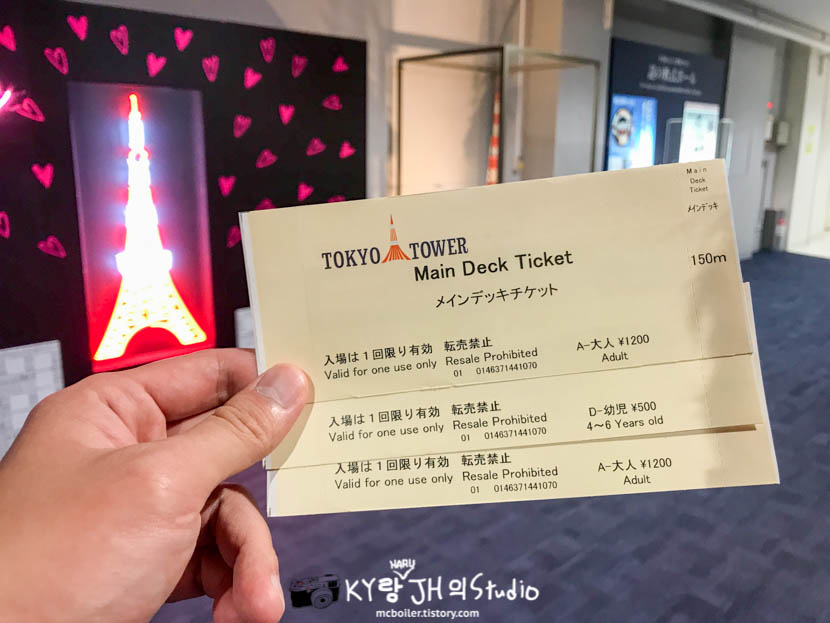 Main
Deck
Ticket
メインデッキ
150m
TOKYO TOWER
Main Deck Ticket
メインデッキチケット
入場は1回限り有効 転売禁止 A-大人 ¥1200
Valid for one use only Resale Prohibited Adult
01 0146371441070
入場は1回限り有効 転売禁止 D-幼児 ¥500
Valid for one use only Resale Prohibited 4～6 Years old
01 0146371441070
入場は1回限り有効 転売禁止 A-大人 ¥1200
Valid for one use only Resale Prohibited Adult
01 0146371441070
HARU
KY랑 JH의 Studio
mcboiler.tistory.com